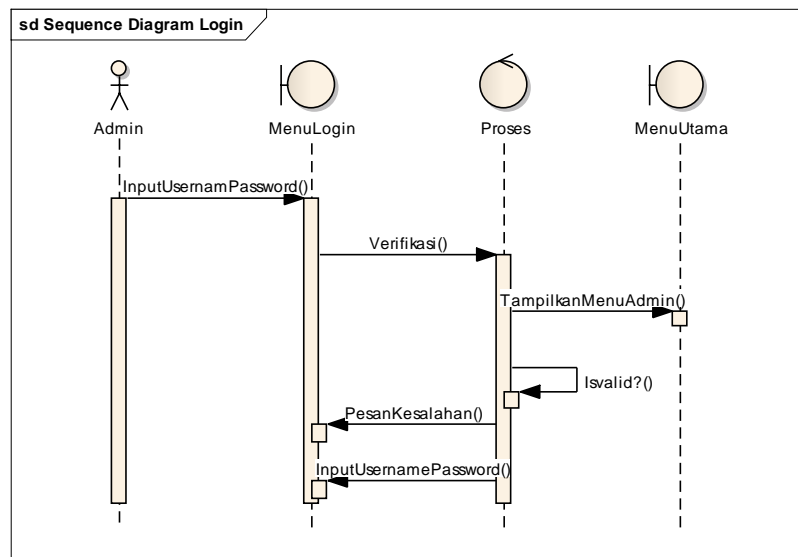 sd Sequence Diagram Login
Admin
MenuLogin
Proses
MenuUtama
InputUsernamPassword()
Verifikasi()
TampilkanMenuAdmin()
Isvalid?()
PesanKesalahan()
InputUsernamePassword()